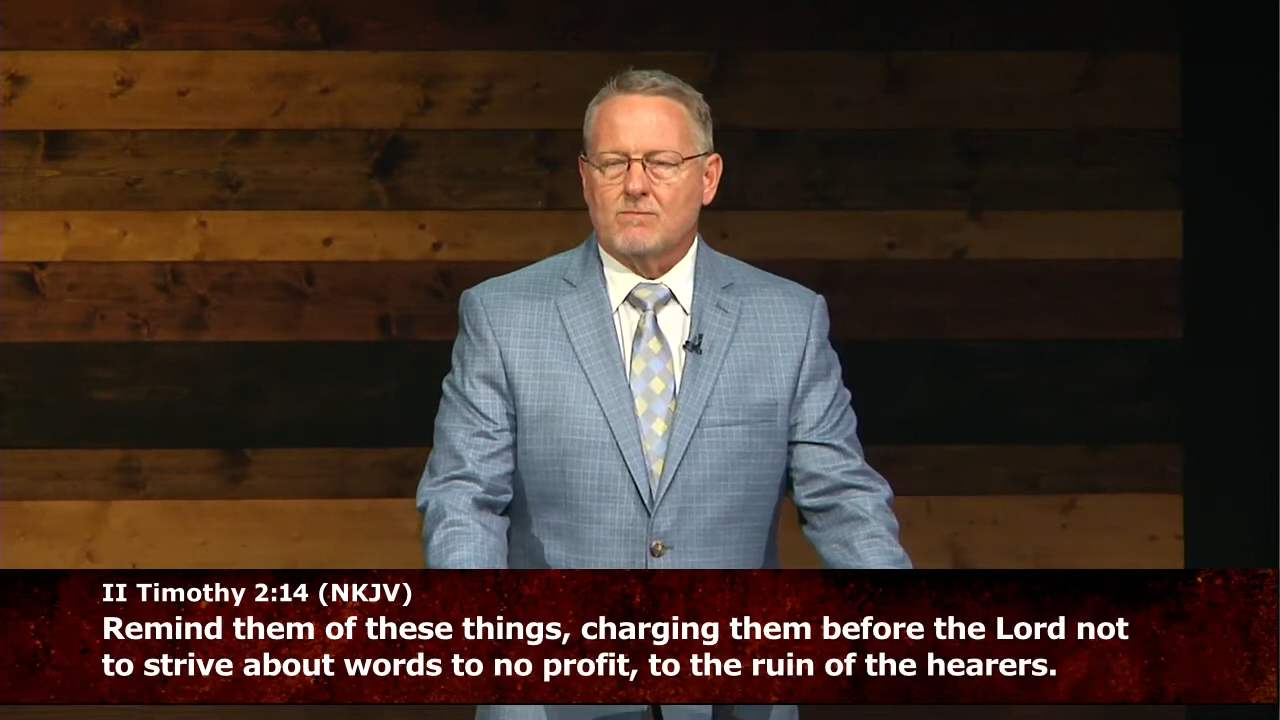 II Timothy 2:14 (NKJV)
Remind them of these things, charging them before the Lord not
to strive about words to no profit, to the ruin of the hearers.